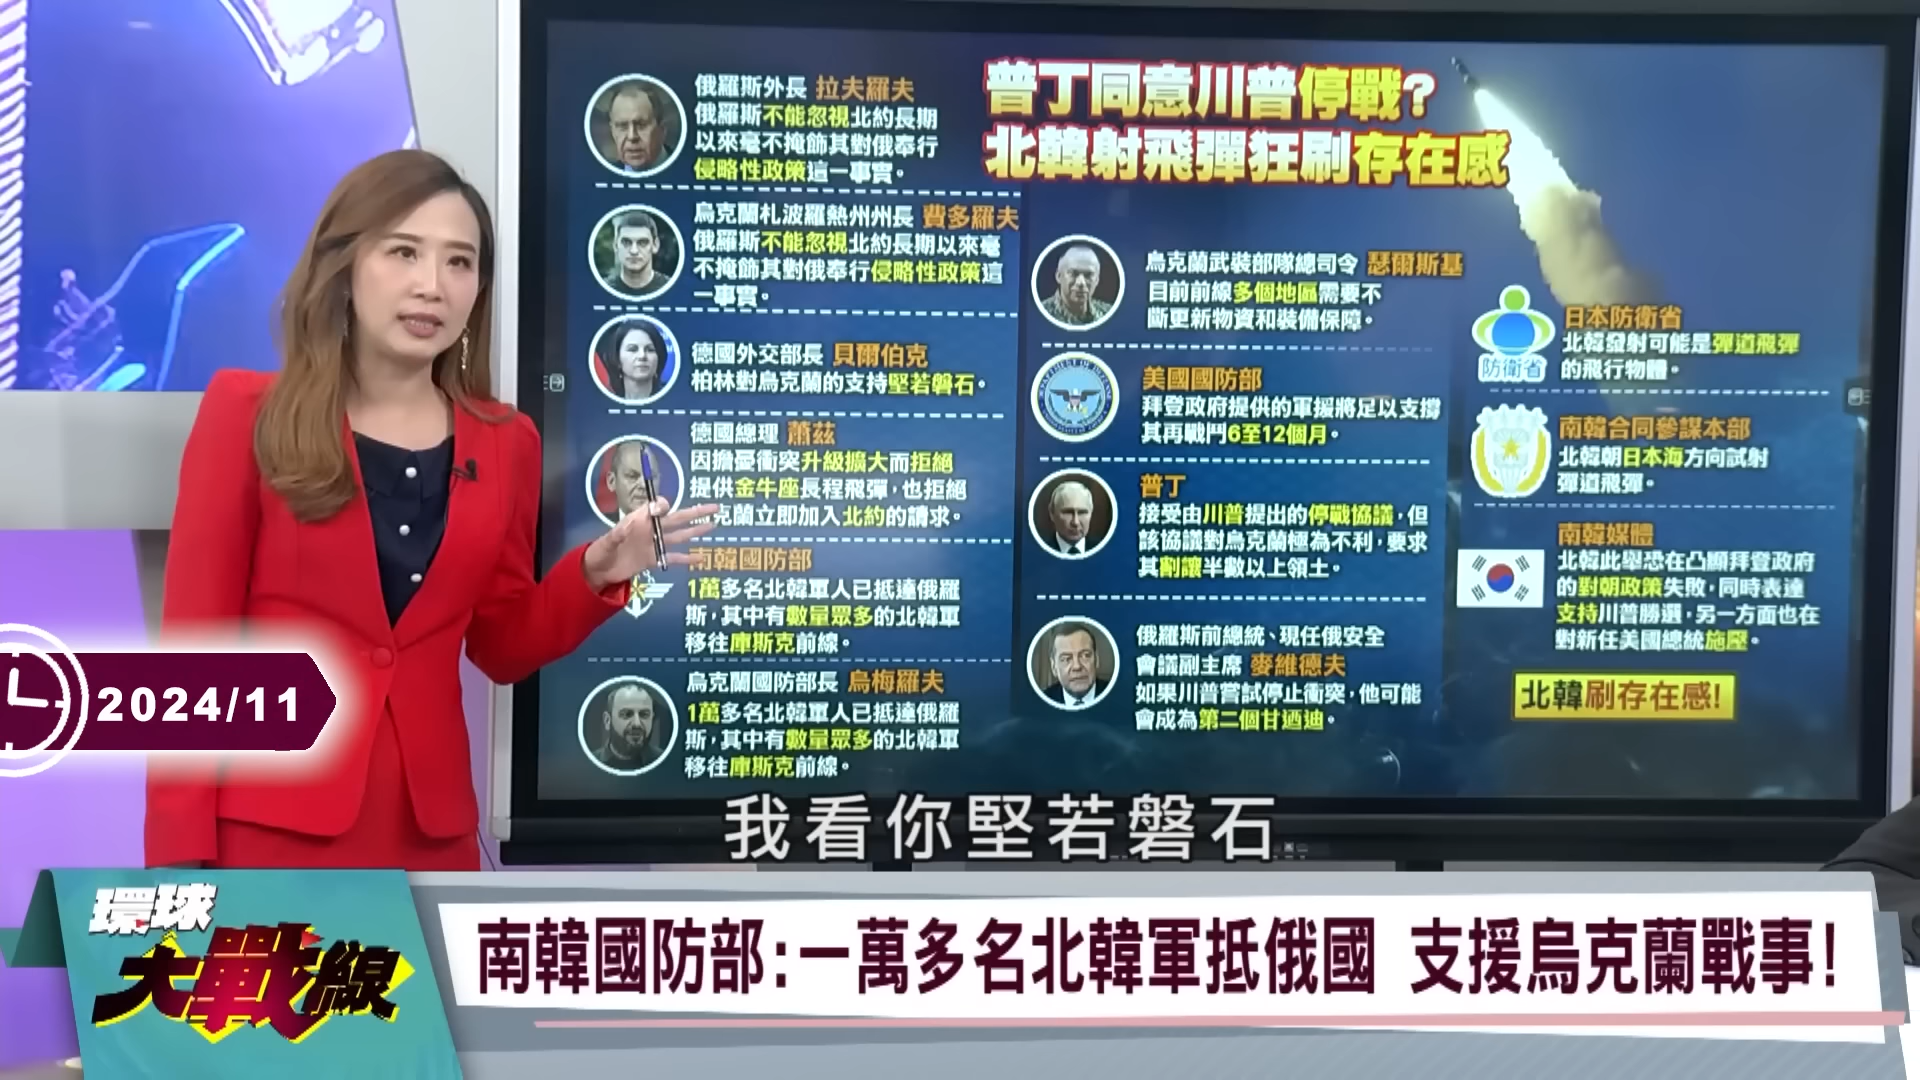 普丁同意川普停戰?
北韓射飛彈狂刷存在感
俄羅斯外長 拉夫羅夫
俄羅斯不能忽視北約長期
以來毫不掩飾其對俄奉行
侵略性政策這一事實。
烏克蘭札波羅熱州州長 費多羅夫
俄羅斯不能忽視北約長期以來毫
不掩飾其對俄奉行侵略性政策這
一事實。
德國外交部長 貝爾伯克
柏林對烏克蘭的支持堅若磐石。
德國總理 蕭茲
因擔憂衝突升級擴大而拒絕
提供金牛座長程飛彈,也拒絕
克蘭立即加入北約的請求。
南韓國防部
1萬多名北韓軍人已抵達俄羅
斯,其中有數量眾多的北韓軍
移往庫斯克前線。
烏克蘭國防部長 烏梅羅夫
1萬多名北韓軍人已抵達俄羅
斯,其中有數量眾多的北韓軍
移往庫斯克前線。
烏克蘭武裝部隊總司令 瑟爾斯基
目前前線多個地區需要不
斷更新物資和裝備保障。
美國國防部
拜登政府提供的軍援將足以支撐
其再戰鬥6至12個月。
普丁
接受由川普提出的停戰協議,但
該協議對烏克蘭極為不利,要求
其割讓半數以上領土。
俄羅斯前總統、現任俄安全
會議副主席 麥維德夫
如果川普嘗試停止衝突,他可能
會成為第二個甘迺迪。
防衛省
日本防衛省
北韓發射可能是彈道飛彈
的飛行物體。
南韓合同參謀本部
北韓朝日本海方向試射
彈道飛彈。
南韓媒體
北韓此舉恐在凸顯拜登政府
的對朝政策失敗,同時表達
支持川普勝選,另一方面也在
對新任美國總統施壓。
北韓刷存在感!
2024/11
我看你堅若磐石
環球
大戰線
南韓國防部:一萬多名北韓軍抵俄國 支援烏克蘭戰事!